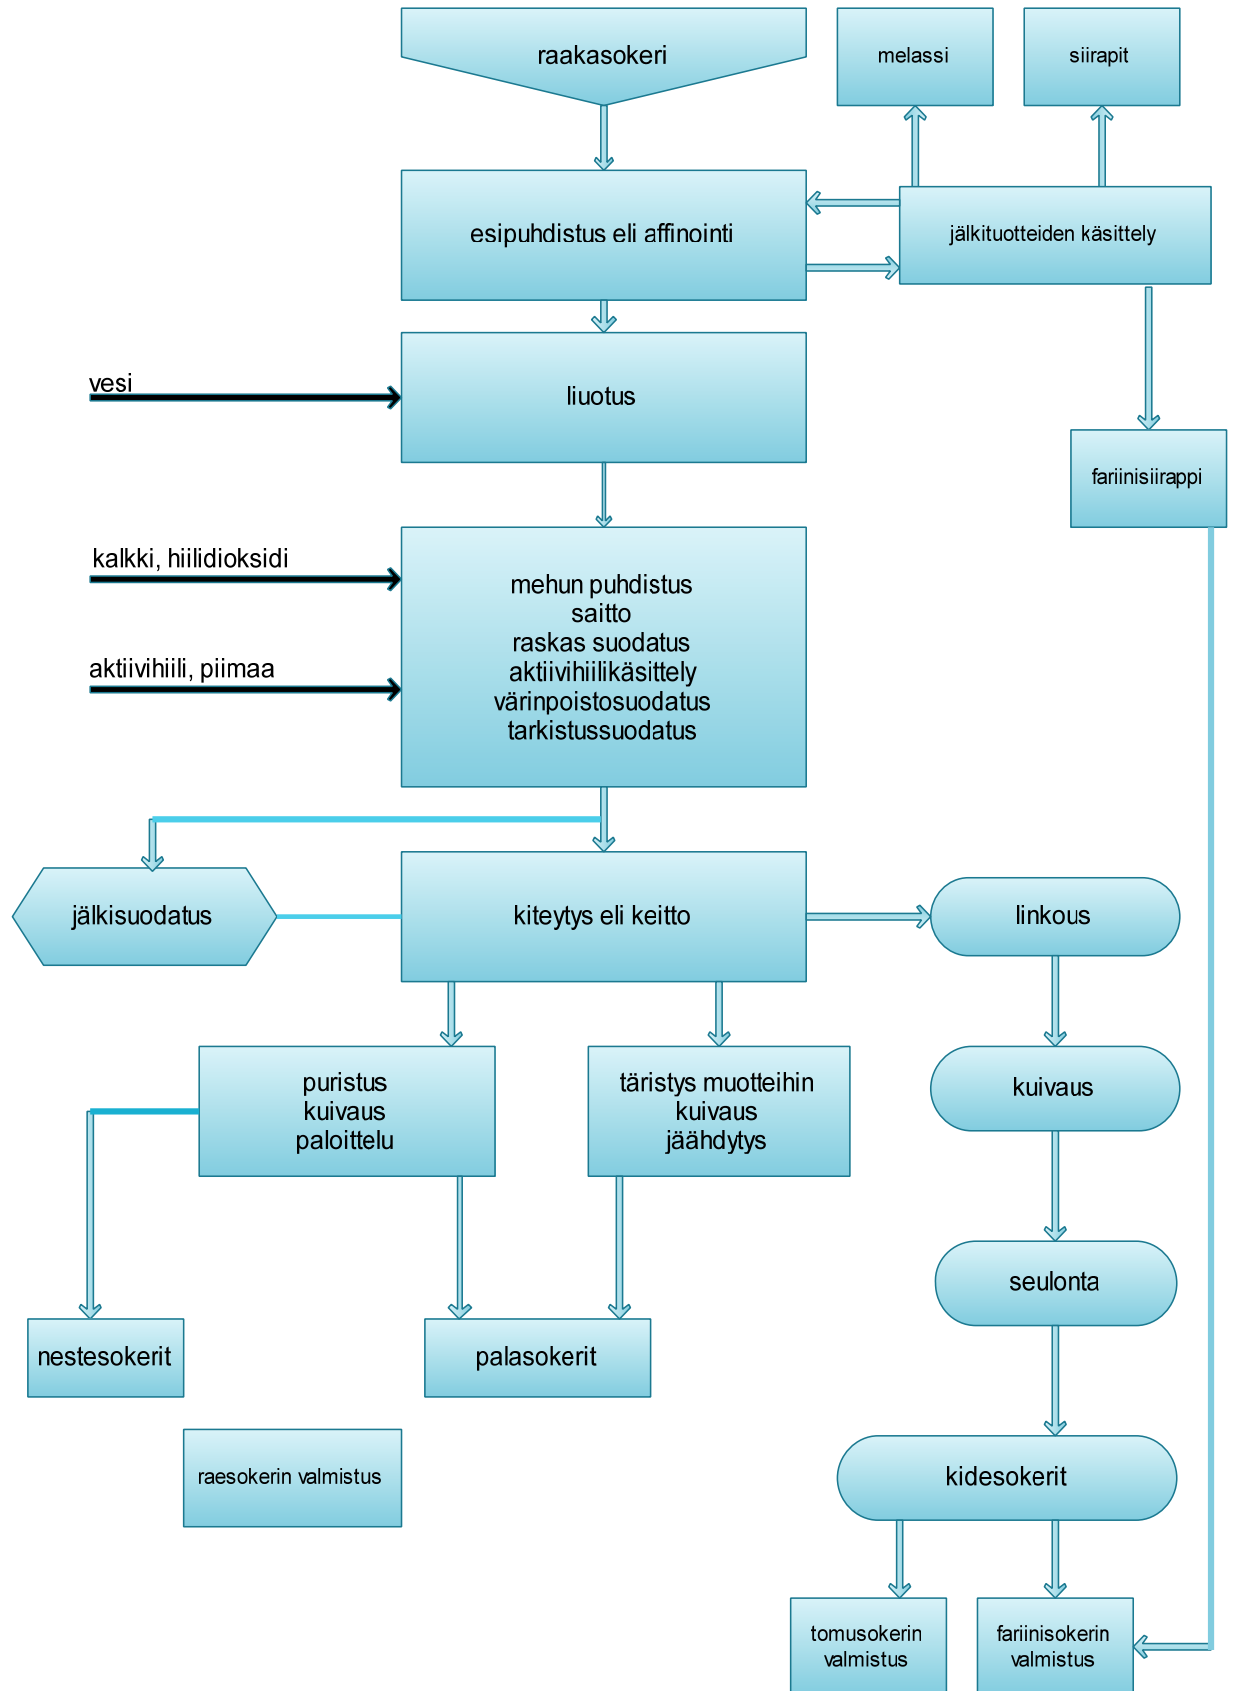 raakasokeri
melassi
siirapit
esipuhdistus eli affinointi
jälkituotteiden käsittely
vesi
liuotus
fariinisiirappi
kalkki, hiilidioksidi
aktiivihiili, piimaa
mehun puhdistus
saitto
raskas suodatus
aktiivihiilikäsittely
värinpoistosuodatus
tarkistussuodatus
jälkisuodatus
kiteytys eli keitto
linkous
puristus
kuivaus
paloittelu
täristys muotteihin
kuivaus
jäähdytys
kuivaus
seulonta
nestesokerit
palasokerit
raesokerin valmistus
kidesokerit
tomusokerin
valmistus
fariinisokerin
valmistus